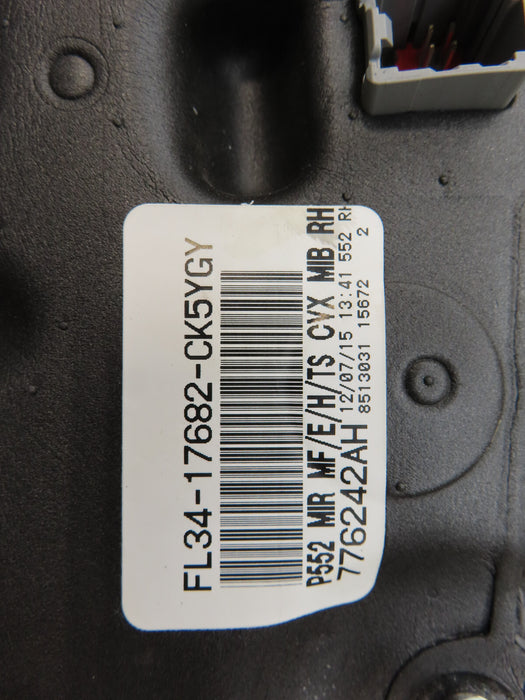 FL34-17682-CK5YGY
P552 MIR MF/E/H/TS CVX MIB RH
776242AH 12/07/15 13:41 552 RH
8513031 15672 2